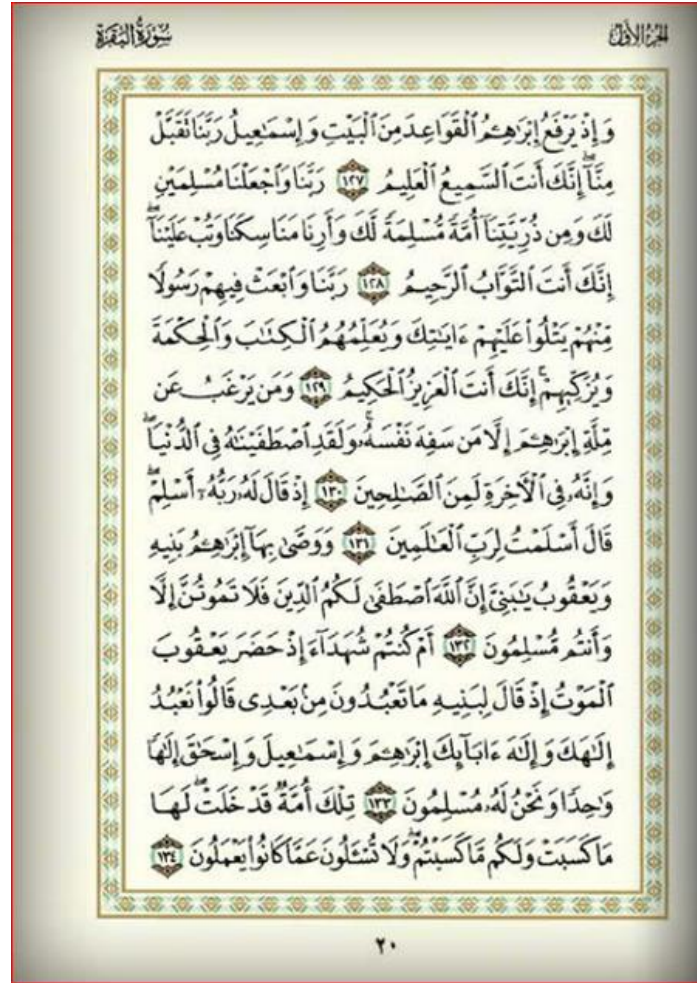 الجزء الأول
سورة البقرة
وَإِذْ يَرْفَعُ إِبْرَٰهِـۧمُ ٱلْقَوَاعِدَ مِنَ ٱلْبَيْتِ وَإِسْمَٰعِيلُ رَبَّنَا تَقَبَّلْ
مِنَّآ ۖ إِنَّكَ أَنتَ ٱلسَّمِيعُ ٱلْعَلِيمُ ١٢٧ رَبَّنَا وَٱجْعَلْنَا مُسْلِمَيْنِ
لَكَ وَمِن ذُرِّيَّتِنَآ أُمَّةً مُّسْلِمَةً لَّكَ وَأَرِنَا مَنَاسِكَنَا وَتُبْ عَلَيْنَآ ۖ
إِنَّكَ أَنتَ ٱلتَّوَّابُ ٱلرَّحِيمُ ١٢٨ رَبَّنَا وَٱبْعَثْ فِيهِمْ رَسُولًا
مِّنْهُمْ يَتْلُوا۟ عَلَيْهِمْ ءَايَٰتِكَ وَيُعَلِّمُهُمُ ٱلْكِتَٰبَ وَٱلْحِكْمَةَ
وَيُزَكِّيهِمْ ۚ إِنَّكَ أَنتَ ٱلْعَزِيزُ ٱلْحَكِيمُ ١٢٩ وَمَن يَرْغَبُ عَن
مِّلَّةِ إِبْرَٰهِـۧمَ إِلَّا مَن سَفِهَ نَفْسَهُۥ ۚ وَلَقَدِ ٱصْطَفَيْنَٰهُ فِى ٱلدُّنْيَا ۖ
وَإِنَّهُۥ فِى ٱلْءَاخِرَةِ لَمِنَ ٱلصَّٰلِحِينَ ١٣٠ إِذْ قَالَ لَهُۥ رَبُّهُۥٓ أَسْلِمْ ۖ
قَالَ أَسْلَمْتُ لِرَبِّ ٱلْعَٰلَمِينَ ١٣١ وَوَصَّىٰ بِهَآ إِبْرَٰهِـۧمُ بَنِيهِ
وَيَعْقُوبُ يَٰبَنِىَّ إِنَّ ٱللَّهَ ٱصْطَفَىٰ لَكُمُ ٱلدِّينَ فَلَا تَمُوتُنَّ إِلَّا
وَأَنتُم مُّسْلِمُونَ ١٣٢ أَمْ كُنتُمْ شُهَدَآءَ إِذْ حَضَرَ يَعْقُوبَ
ٱلْمَوْتُ إِذْ قَالَ لِبَنِيهِ مَا تَعْبُدُونَ مِنۢ بَعْدِى قَالُوا۟ نَعْبُدُ
إِلَٰهَكَ وَإِلَٰهَ ءَابَآئِكَ إِبْرَٰهِـۧمَ وَإِسْمَٰعِيلَ وَإِسْحَٰقَ إِلَٰهًا
وَٰحِدًا وَنَحْنُ لَهُۥ مُسْلِمُونَ ١٣٣ تِلْكَ أُمَّةٌ قَدْ خَلَتْ ۖ لَهَا
مَا كَسَبَتْ وَلَكُم مَّا كَسَبْتُمْ ۖ وَلَا تُسْـَٔلُونَ عَمَّا كَانُوا۟ يَعْمَلُونَ ١٣٤
٢٠